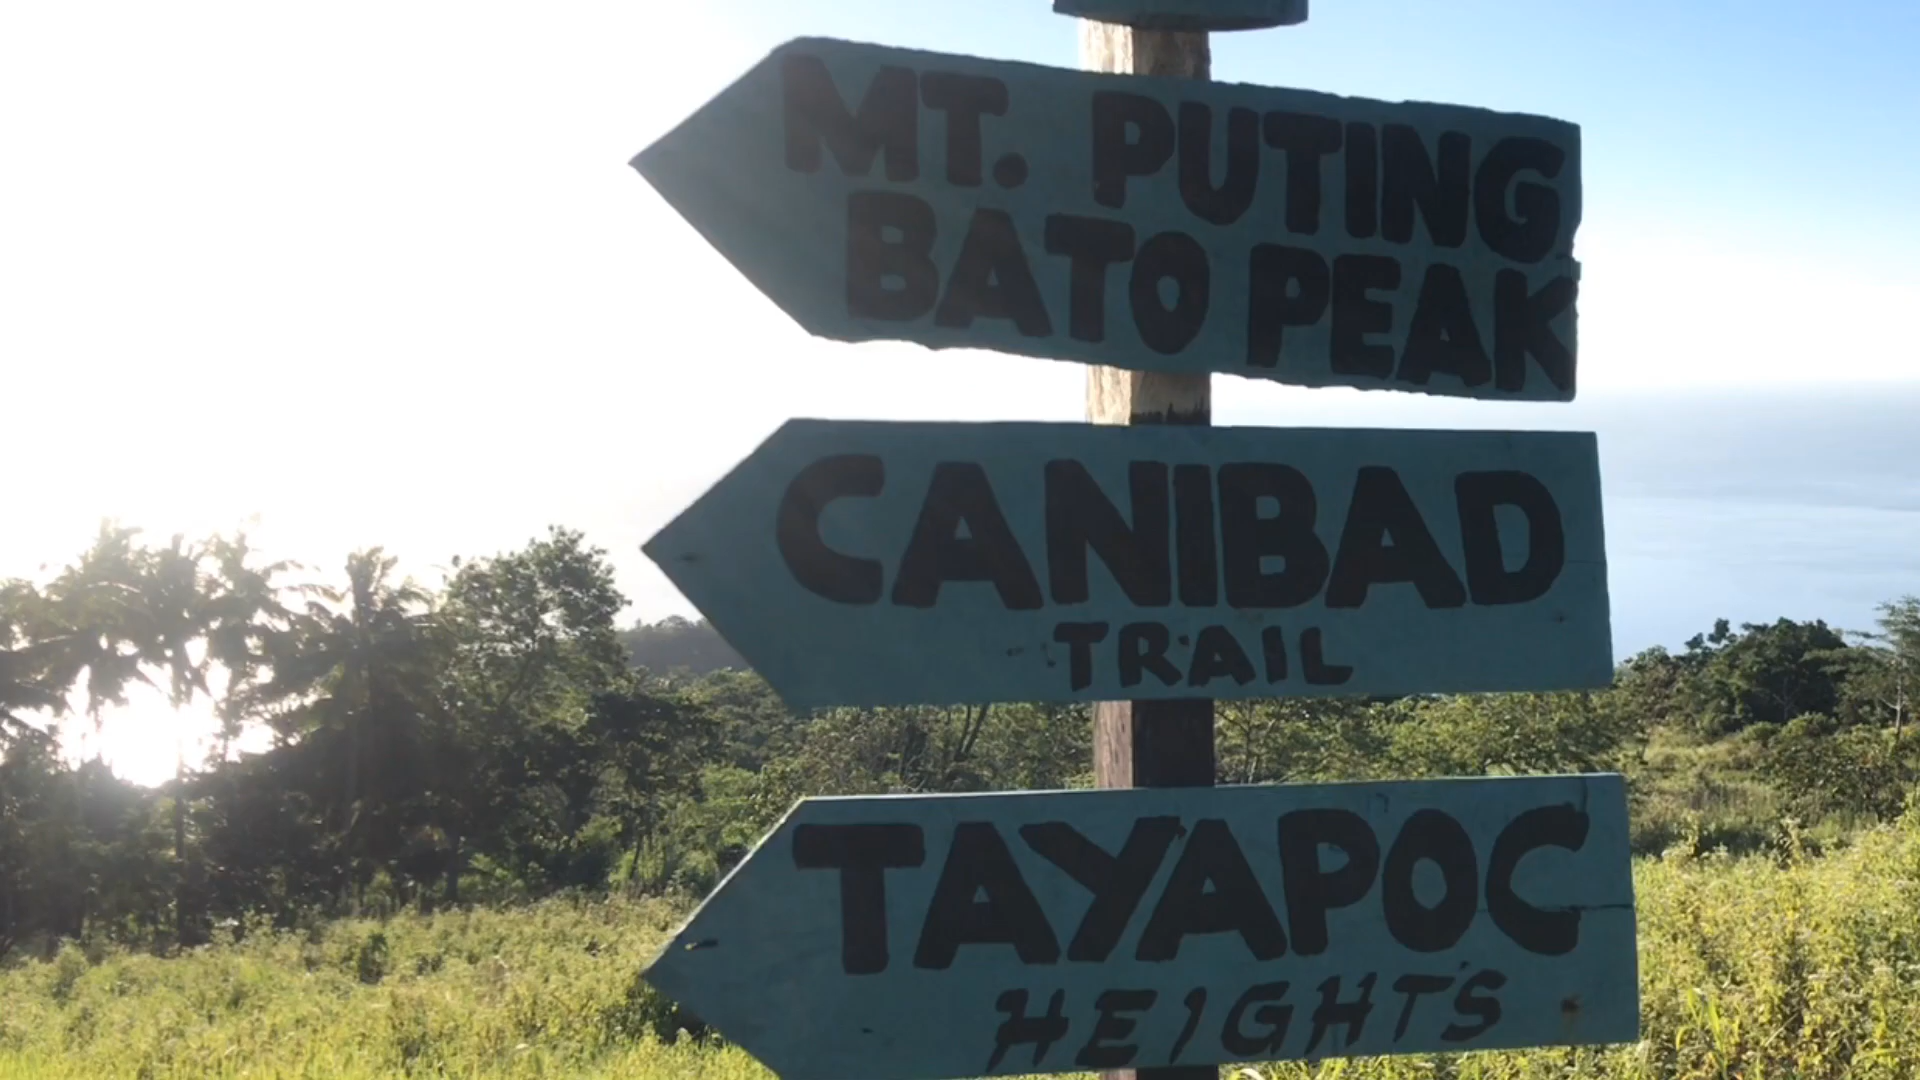 MT. PUTING
BATO PEAK
CANIBAD
TRAIL
TAYAPOC
HEIGHTS